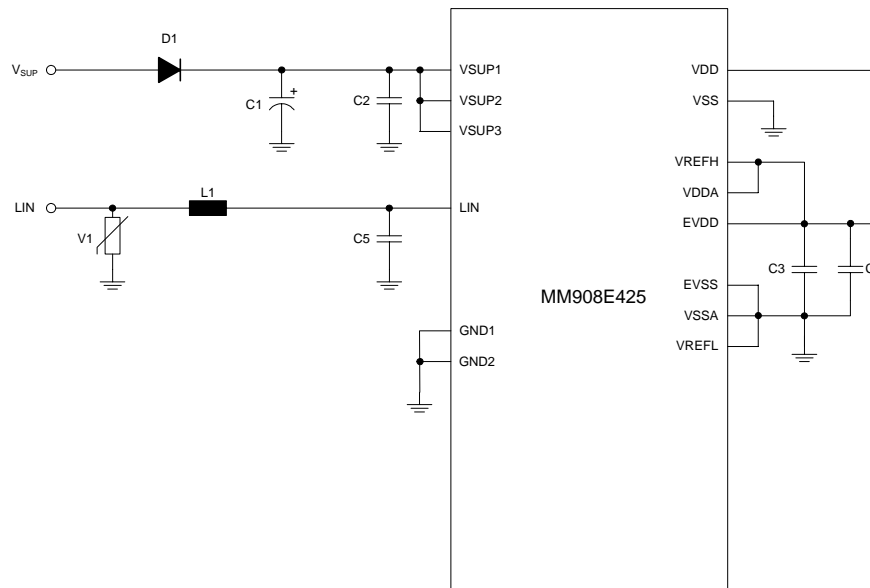 D1
V_SUP
VSUP1
VDD
C1
+
C2
VSUP2
VSS
VSUP3
VREFH
L1
VDDA
LIN
LIN
EVDD
V1
C5
C3
EVSS
MM908E425
VSSA
GND1
VREFL
GND2